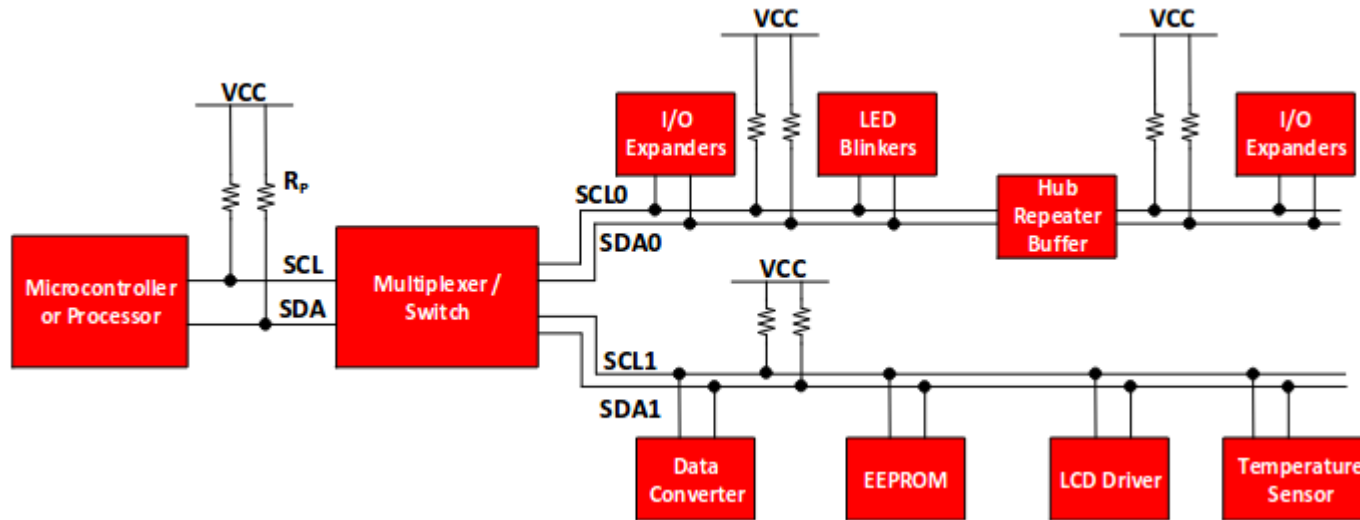 VCC
VCC
VCC
I/O
Expanders
LED
Blinkers
I/O
Expanders
R_P
SCL0
Hub
Repeater
Buffer
SDA0
SCL
Microcontroller
or Processor
SDA
Multiplexer /
Switch
VCC
SCL1
SDA1
Data
Converter
EEPROM
LCD Driver
Temperature
Sensor